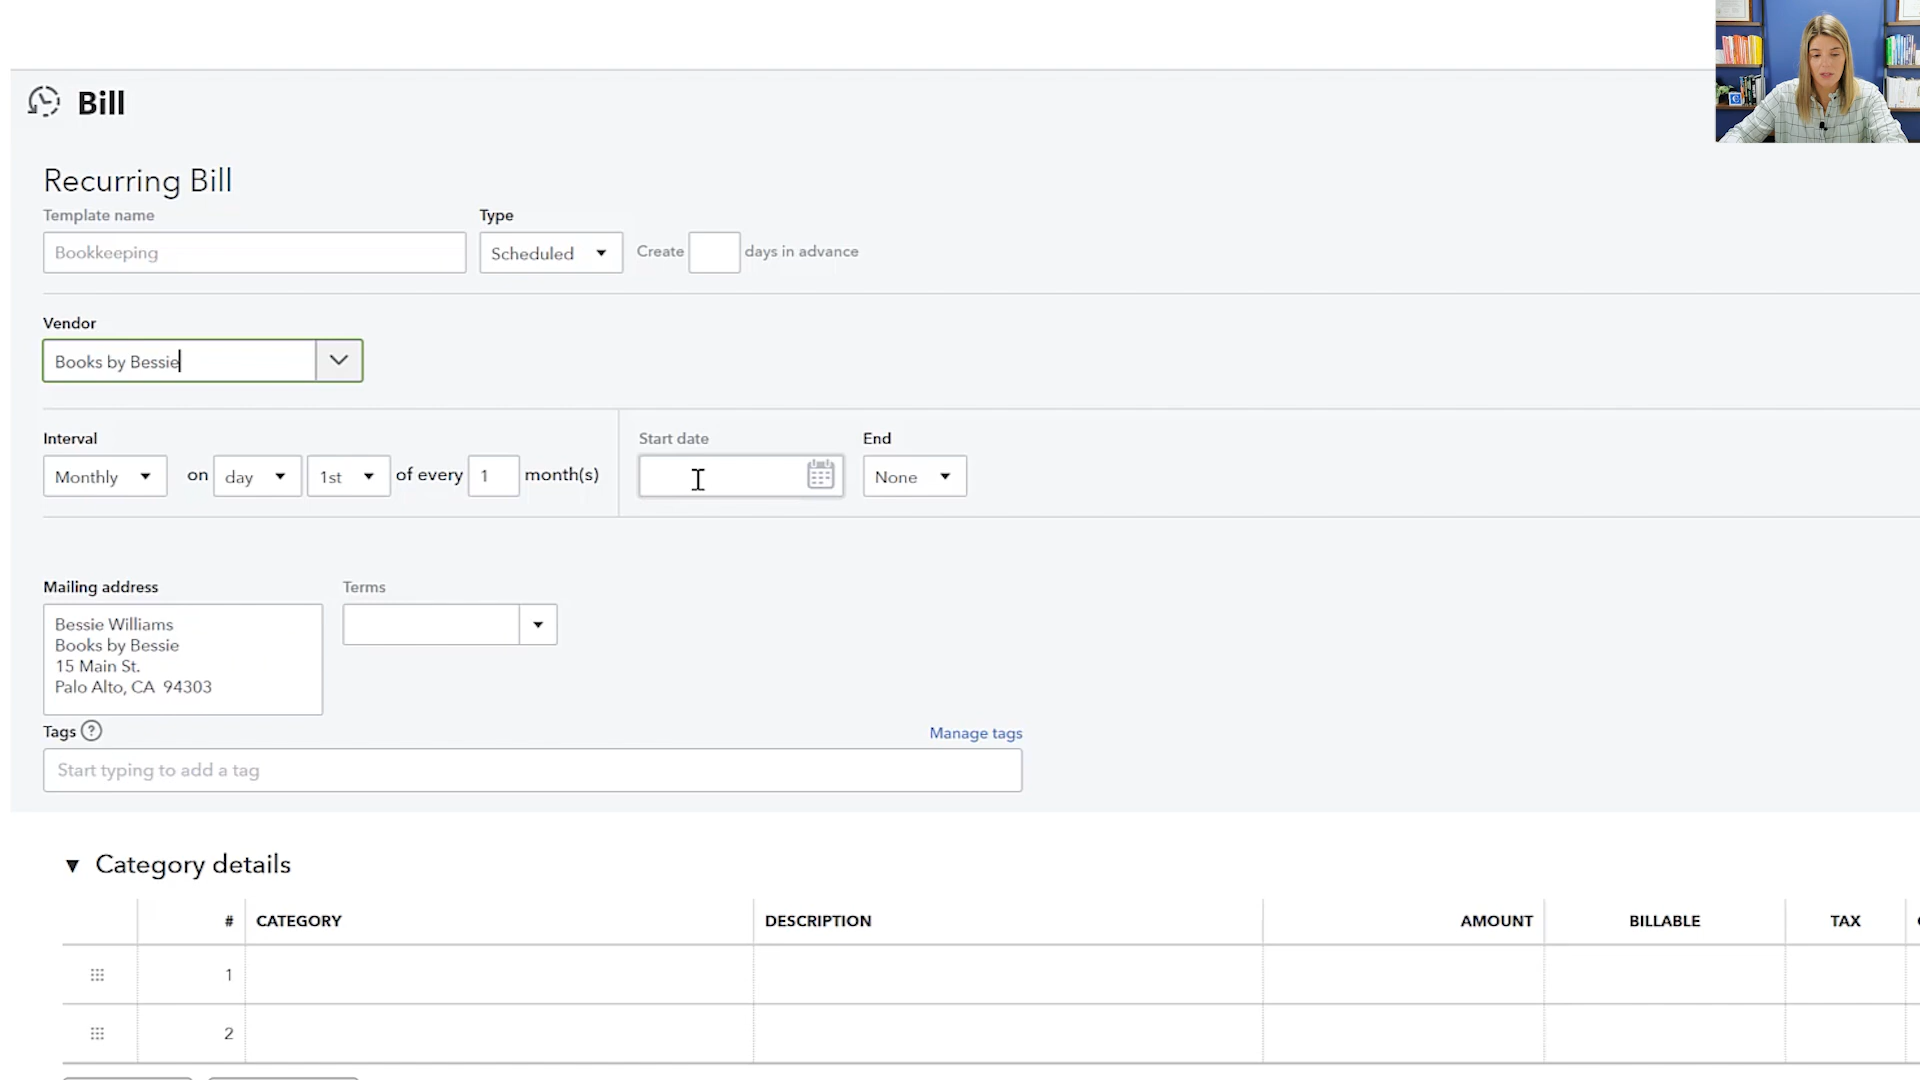 Bill
Recurring Bill
Template name Type
Bookkeeping Scheduled Create days in advance
Vendor
Books by Bessie
Interval Start date End
Monthly on day 1st of every 1 month(s) None
Mailing address Terms
Bessie Williams
Books by Bessie
15 Main St.
Palo Alto, CA 94303
Tags ? Manage tags
Start typing to add a tag
Category details
# CATEGORY DESCRIPTION AMOUNT BILLABLE TAX
1
2